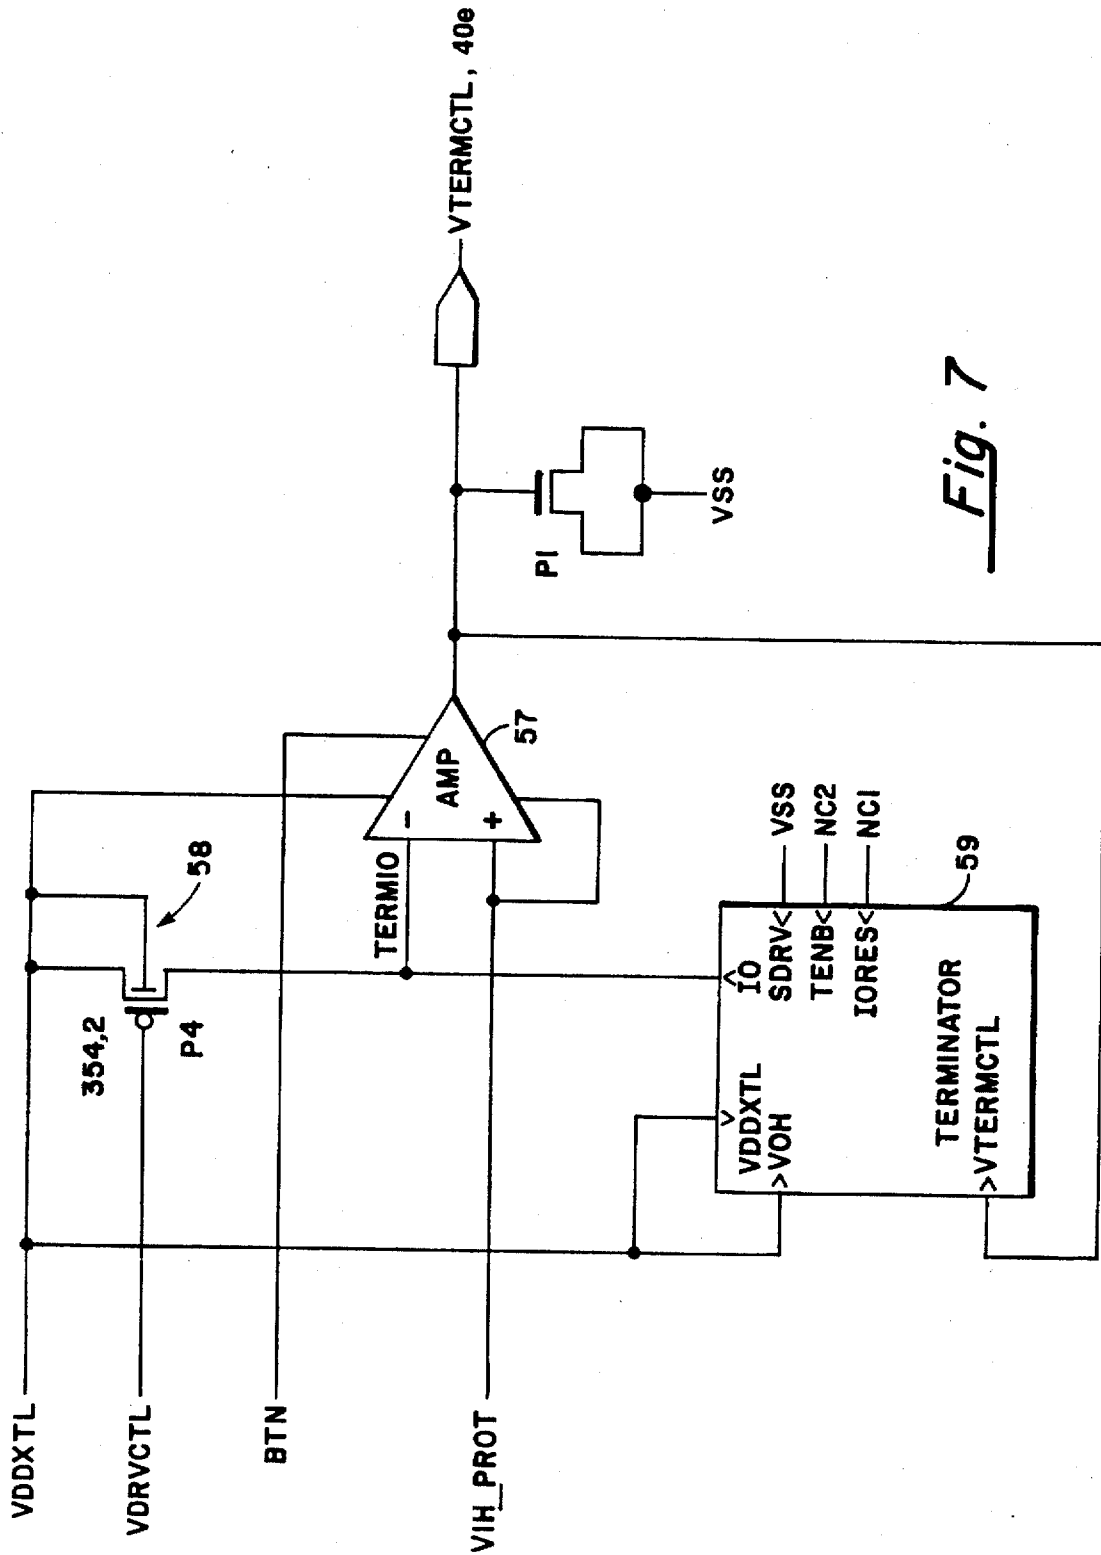 VDDXTL
VDRVCTL
BTN
VIH_PROT
354,2
P4
58
TERMIO
-
+
AMP
57
VTERMCTL, 40e
P1
VSS
VDDXTL
>VOH
<IO
SDRV<
TENB<
IORES<
VSS
NC2
NC1
59
TERMINATOR
>VTERMCTL
Fig. 7